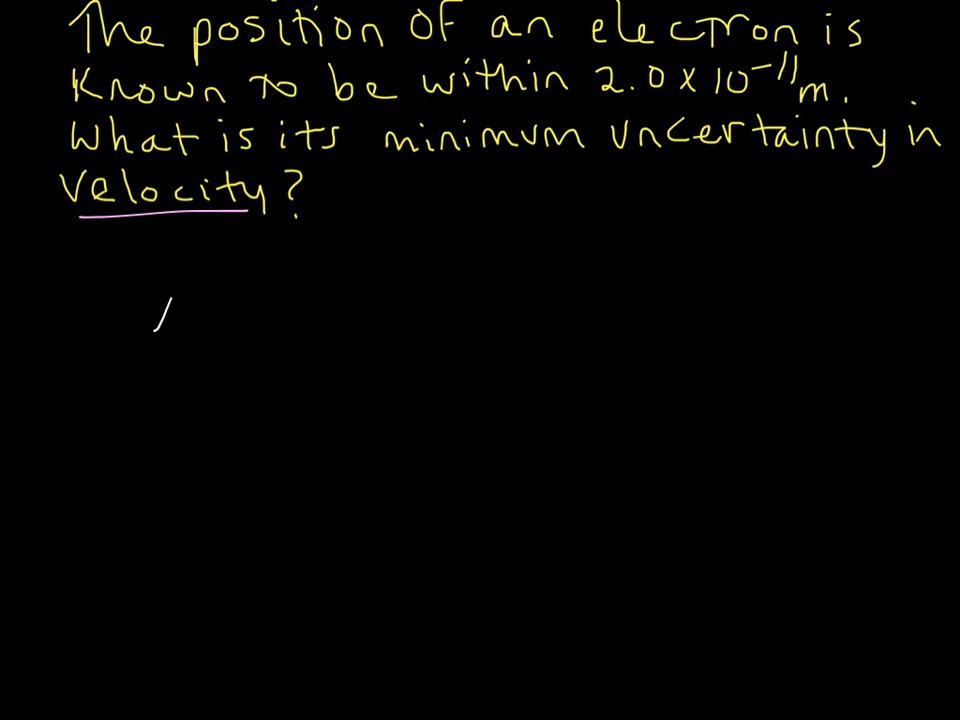 The position of an electron is
known to be within 2.0 x 10⁻¹¹ m.
What is its minimum uncertainty in
velocity?